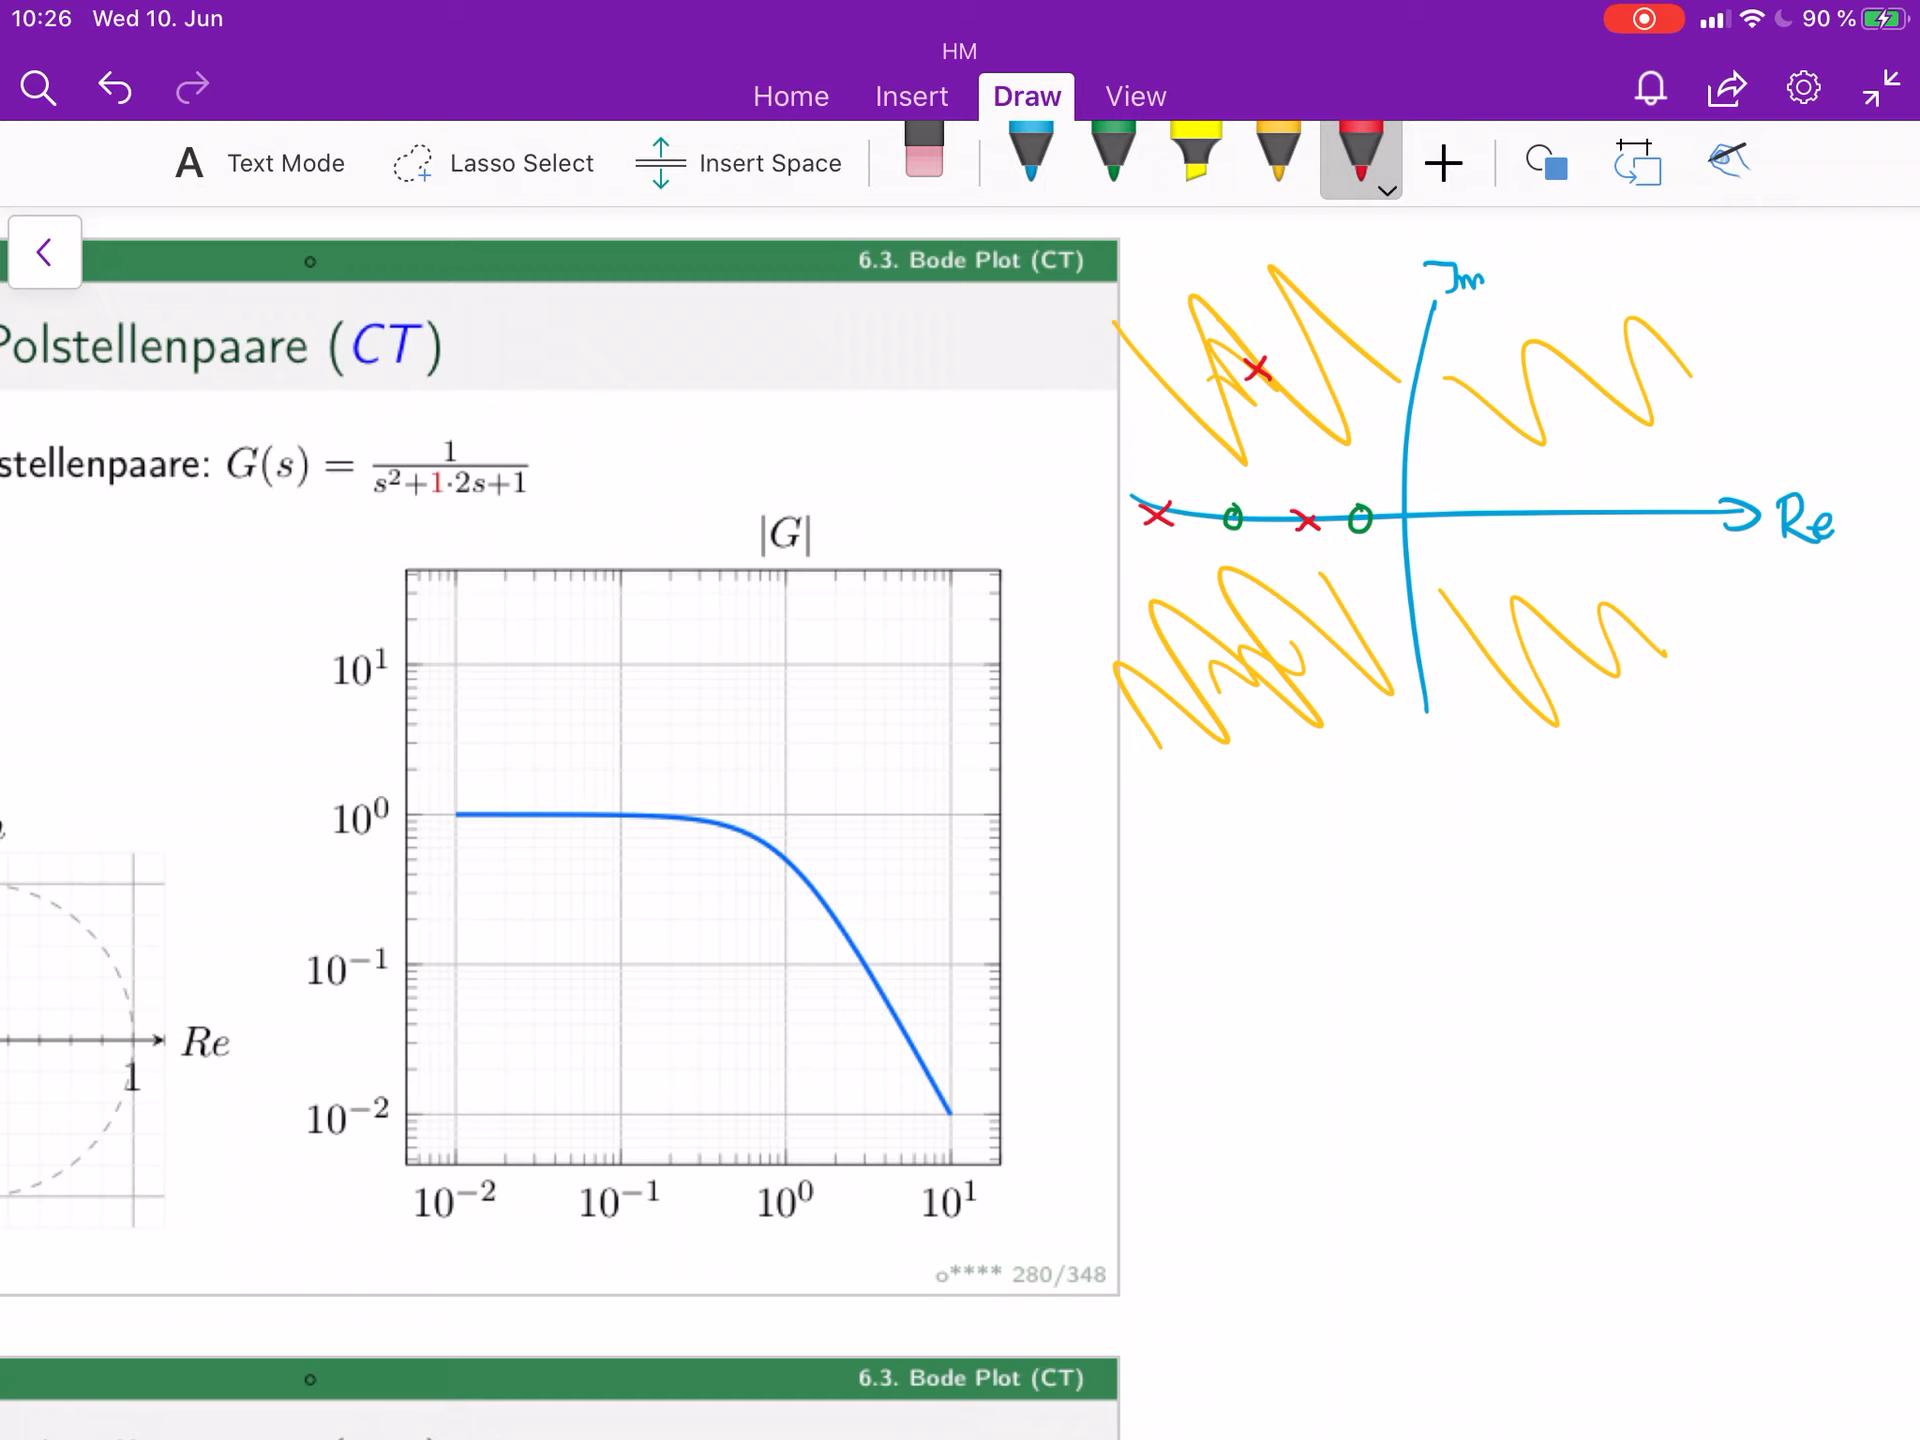 10:26 Wed 10. Jun
90 %
HM
Home Insert Draw View
A Text Mode Lasso Select Insert Space
6.3. Bode Plot (CT)
Polstellenpaare (CT)
stellenpaare: G(s) = 1/(s²+1·2s+1)
|G|
10¹
10⁰
10⁻¹
10⁻²
10⁻² 10⁻¹ 10⁰ 10¹
Re
1
o**** 280/348
Im
Re
6.3. Bode Plot (CT)